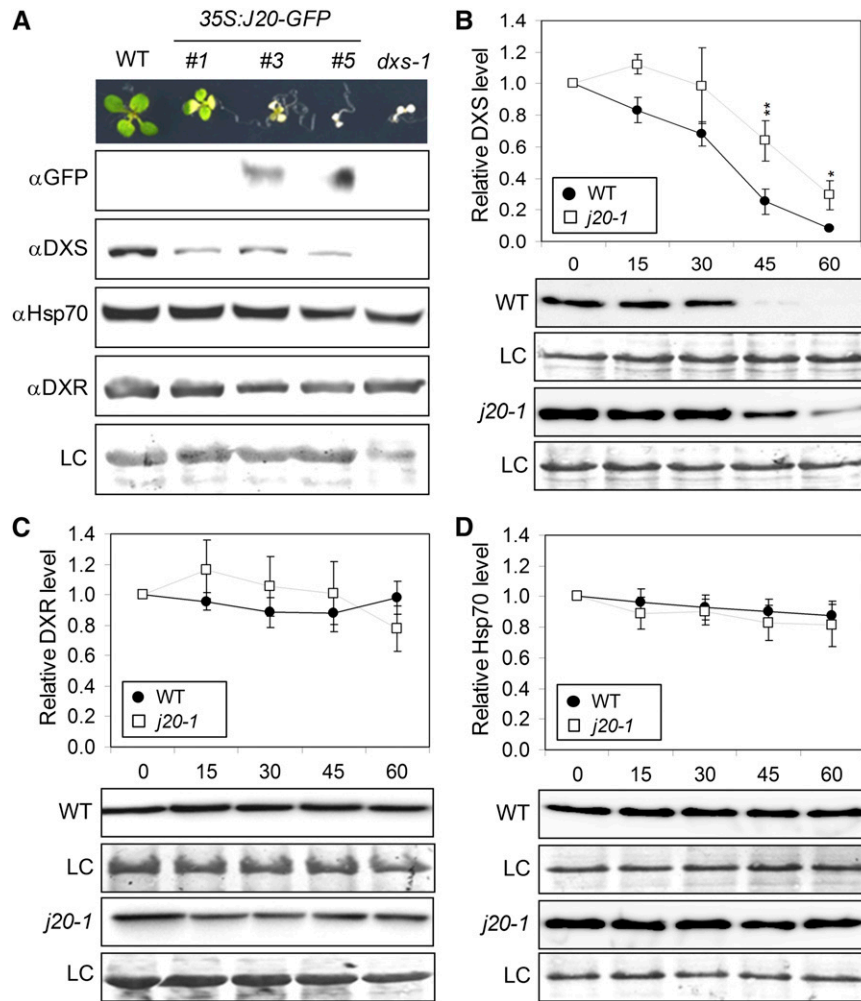 A
35S:J20-GFP
WT #1 #3 #5 dxs-1
αGFP
αDXS
αHsp70
αDXR
LC
B
Relative DXS level
1.4
1.2
1.0
0.8
0.6
0.4
0.2
0.0
**
*
WT
j20-1
0 15 30 45 60
WT
LC
j20-1
LC
C
Relative DXR level
1.4
1.2
1.0
0.8
0.6
0.4
0.2
0.0
WT
j20-1
0 15 30 45 60
WT
LC
j20-1
LC
D
Relative Hsp70 level
1.4
1.2
1.0
0.8
0.6
0.4
0.2
0.0
WT
j20-1
0 15 30 45 60
WT
LC
j20-1
LC